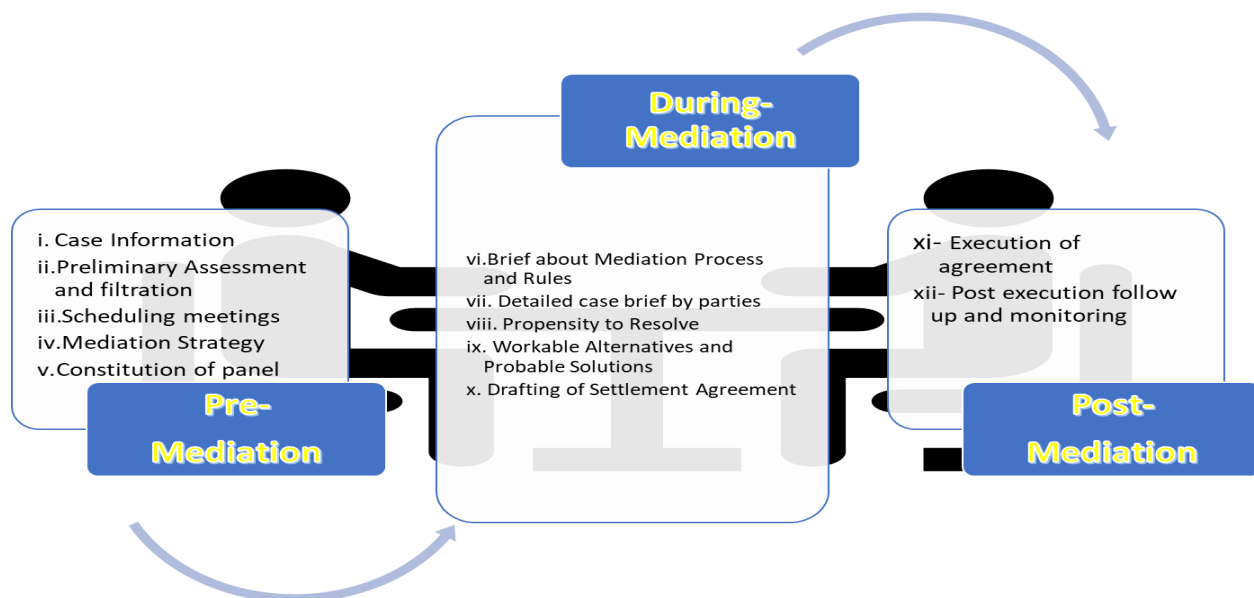 i. Case Information
ii.Preliminary Assessment
and filtration
iii.Scheduling meetings
iv.Mediation Strategy
v.Constitution of panel
Pre-
Mediation
During-
Mediation
vi.Brief about Mediation Process
and Rules
vii. Detailed case brief by parties
viii. Propensity to Resolve
ix. Workable Alternatives and
Probable Solutions
x. Drafting of Settlement Agreement
xi- Execution of
agreement
xii- Post execution follow
up and monitoring
Post-
Mediation